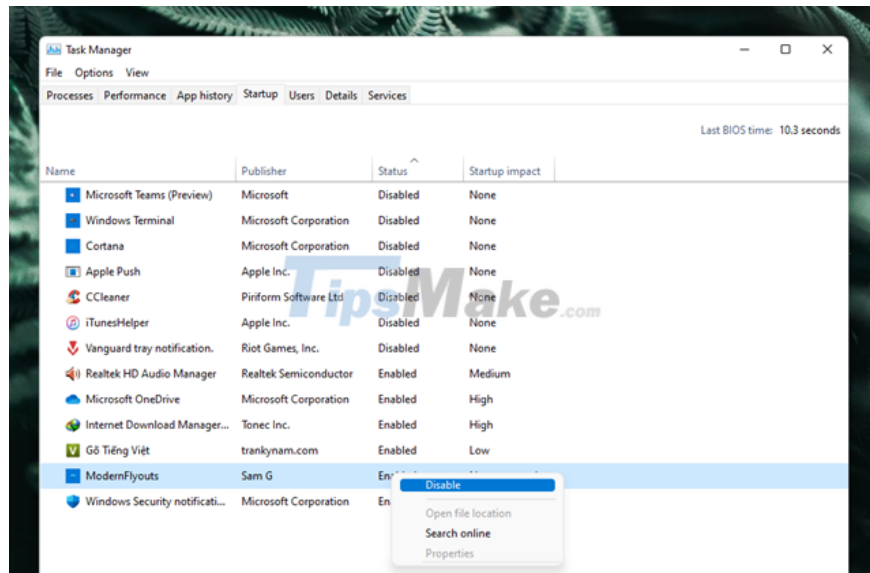 Task Manager
File Options View
Processes Performance App history Startup Users Details Services
Last BIOS time: 10.3 seconds
Name Publisher Status Startup impact
Microsoft Teams (Preview) Microsoft Disabled None
Windows Terminal Microsoft Corporation Disabled None
Cortana Microsoft Corporation Disabled None
Apple Push Apple Inc. Disabled None
CCleaner Piriform Software Ltd Disabled None
TipsMake.com
iTunesHelper Apple Inc. Disabled None
Vanguard tray notification. Riot Games, Inc. Disabled None
Realtek HD Audio Manager Realtek Semiconductor Enabled Medium
Microsoft OneDrive Microsoft Corporation Enabled High
Internet Download Manager... Tonec Inc. Enabled High
Gõ Tiếng Việt trankynam.com Enabled Low
ModernFlyouts Sam G
Disable
Windows Security notificati... Microsoft Corporation En
Open file location
Search online
Properties